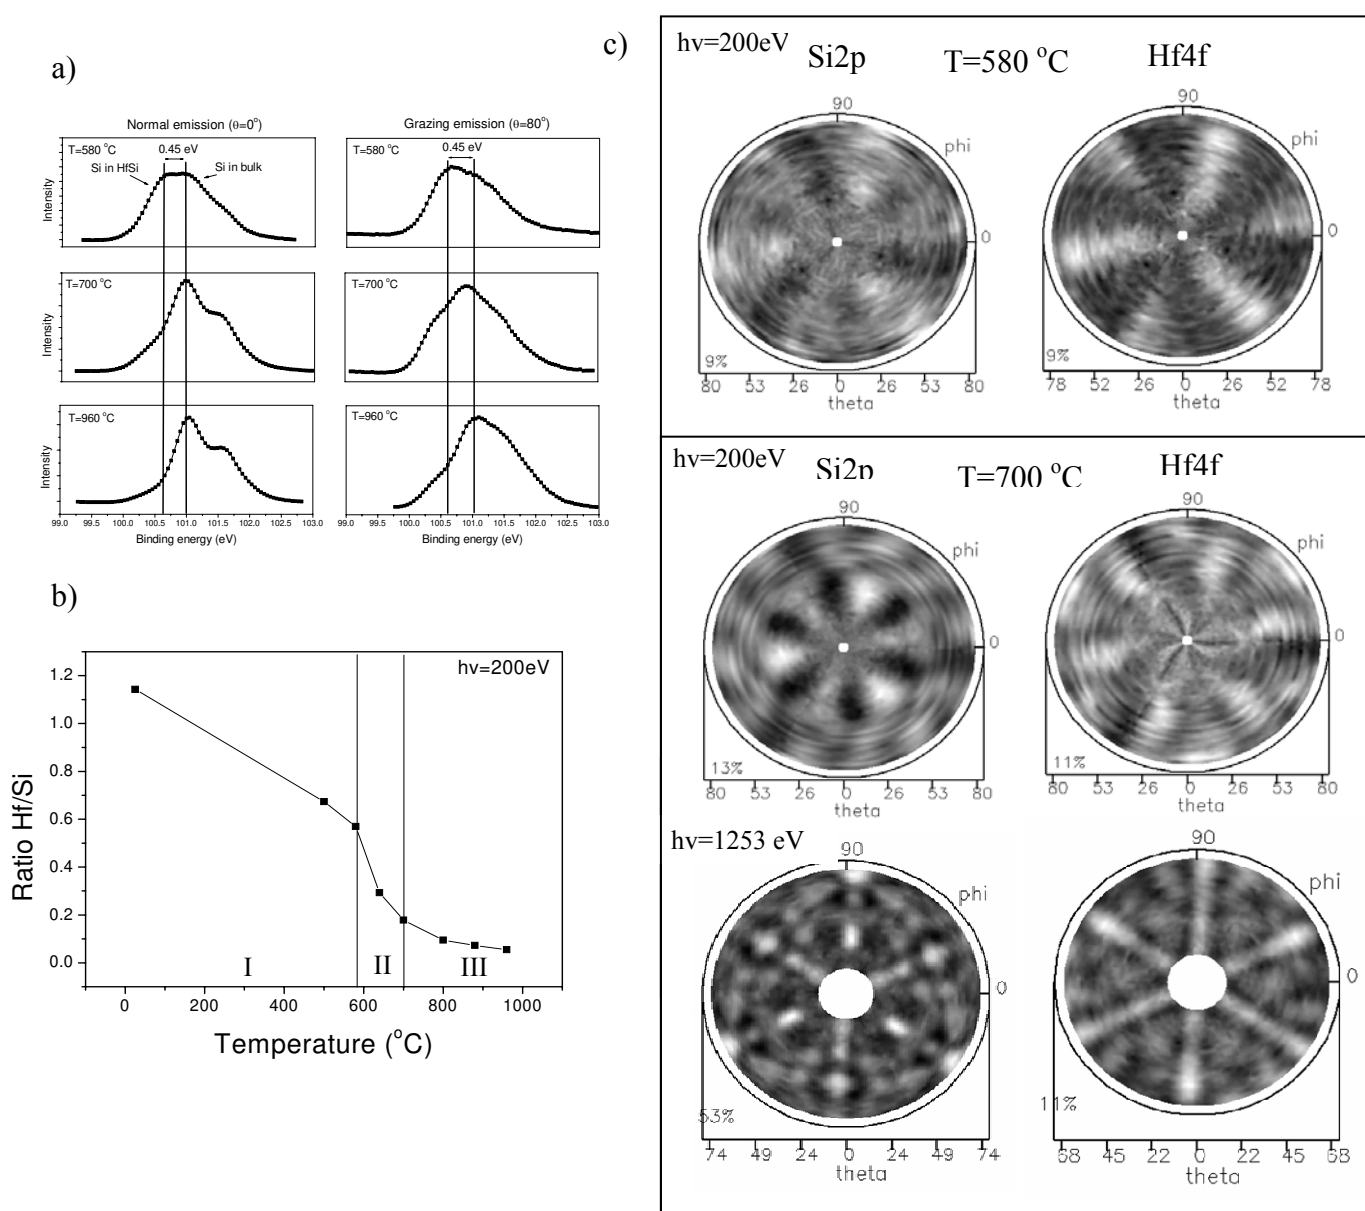 a)
Normal emission (θ=0°)
T=580 °C
0.45 eV
Si in HfSi
Si in bulk
Intensity
T=700 °C
Intensity
T=960 °C
Intensity
99.0 99.5 100.0 100.5 101.0 101.5 102.0 102.5 103.0
Binding energy (eV)
Grazing emission (θ=80°)
T=580 °C
0.45 eV
T=700 °C
T=960 °C
99.0 99.5 100.0 100.5 101.0 101.5 102.0 102.5 103.0
Binding energy (eV)
b)
hν=200eV
1.2
1.0
0.8
0.6
0.4
0.2
0.0
Ratio Hf/Si
I II III
0 200 400 600 800 1000
Temperature (°C)
c)
hν=200eV
Si2p T=580 °C Hf4f
90
phi
0
9%
80 53 26 0 26 53 80
theta
90
phi
0
9%
78 52 26 0 26 52 78
theta
hν=200eV
Si2p T=700 °C Hf4f
90
phi
0
13%
80 53 26 0 26 53 80
theta
90
phi
0
11%
80 53 26 0 26 53 80
theta
hν=1253 eV
90
phi
0
53%
74 49 24 0 24 49 74
theta
90
phi
0
11%
68 45 22 0 22 45 68
theta